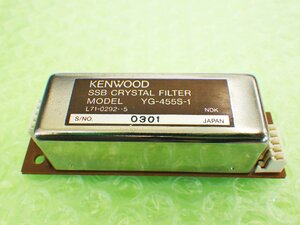 KENWOOD
SSB CRYSTAL FILTER
MODEL YG-455S-1
L71-0292-5 NDK
S/NO. 0301 JAPAN